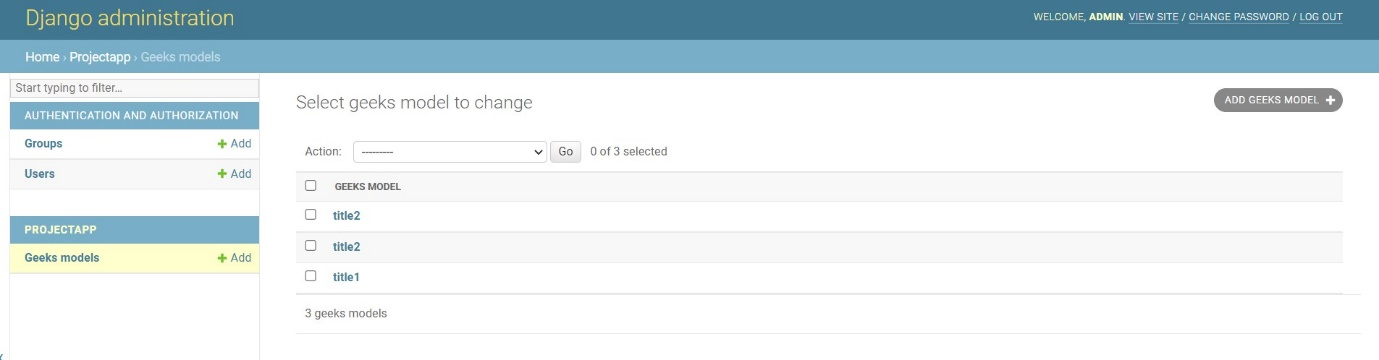 Django administration
WELCOME, ADMIN. VIEW SITE / CHANGE PASSWORD / LOG OUT
Home › Projectapp › Geeks models
Start typing to filter...
AUTHENTICATION AND AUTHORIZATION
Groups + Add
Users + Add
PROJECTAPP
Geeks models + Add
Select geeks model to change
ADD GEEKS MODEL +
Action: --------- Go 0 of 3 selected
GEEKS MODEL
title2
title2
title1
3 geeks models